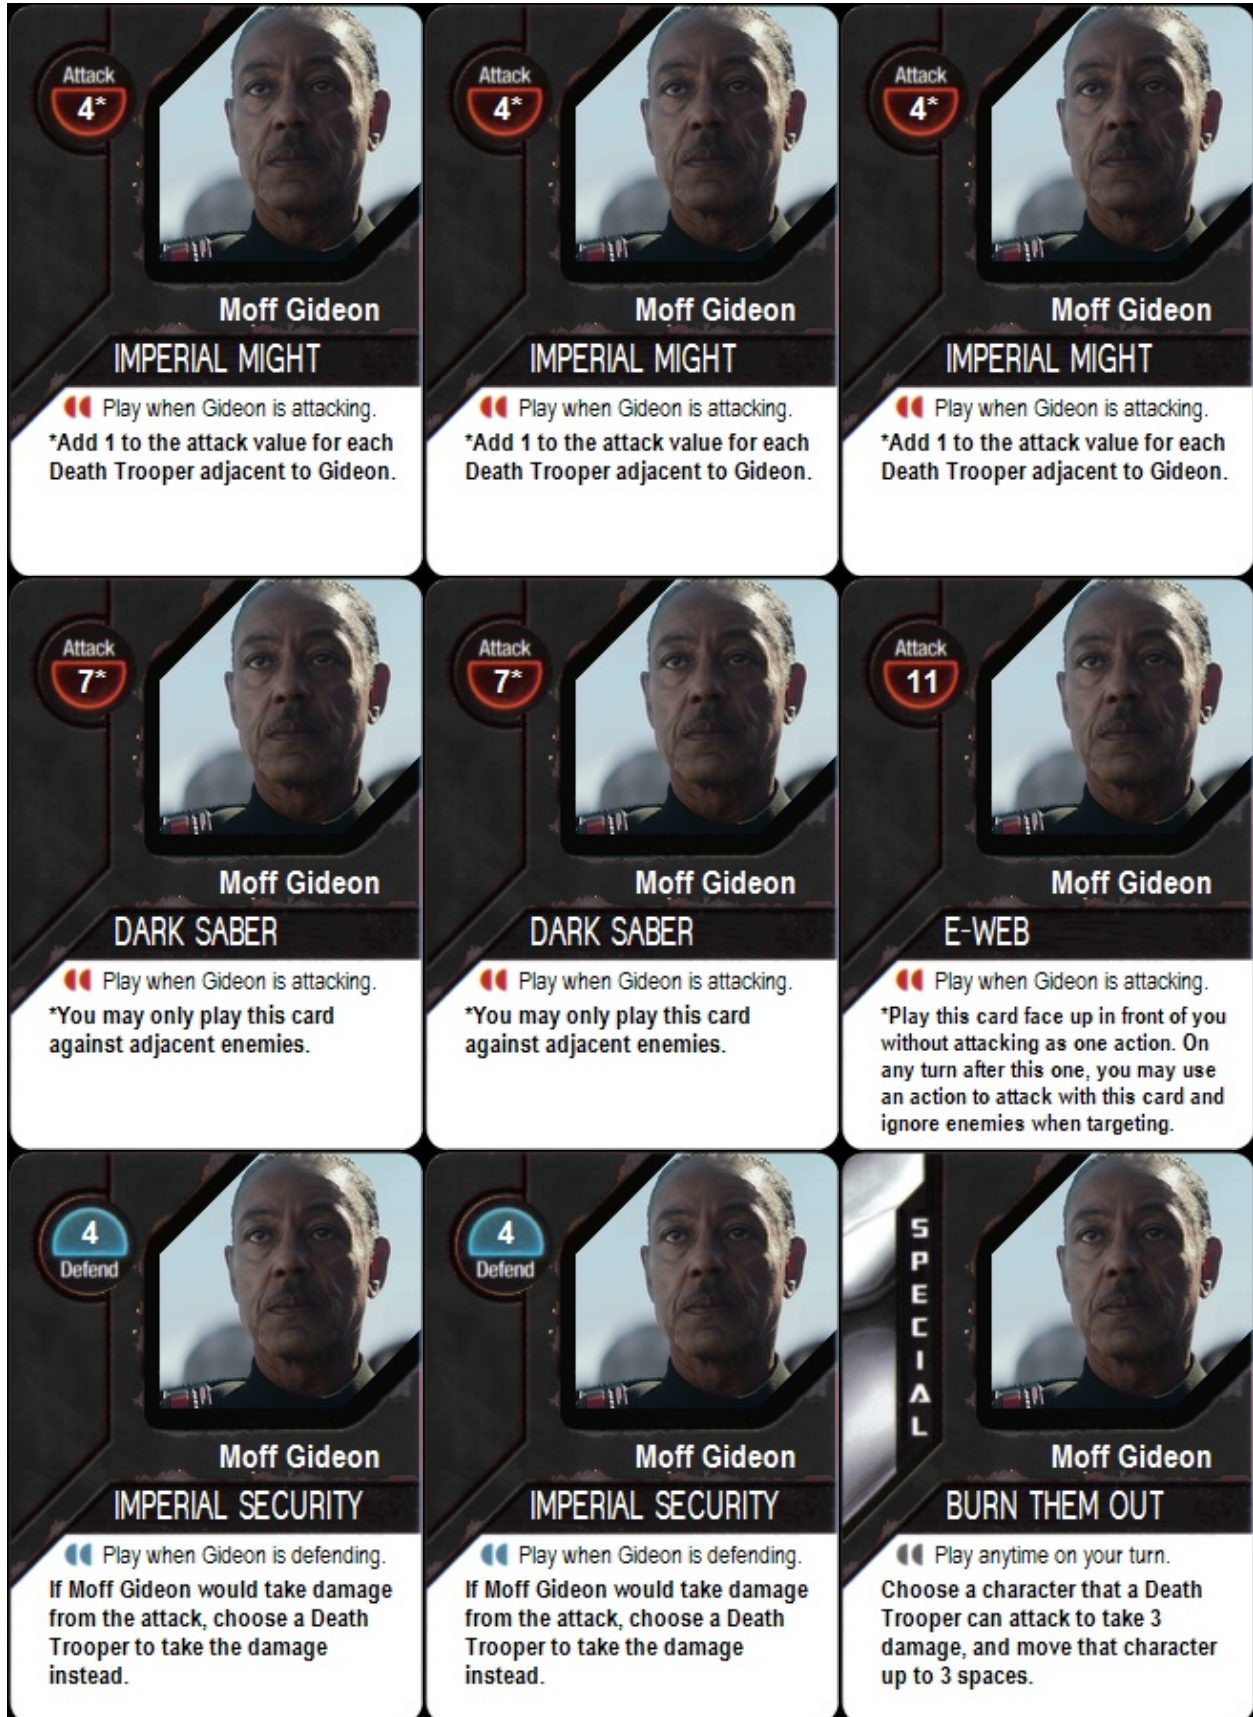 Attack
4*
Moff Gideon
IMPERIAL MIGHT
Play when Gideon is attacking.
*Add 1 to the attack value for each
Death Trooper adjacent to Gideon.
Attack
4*
Moff Gideon
IMPERIAL MIGHT
Play when Gideon is attacking.
*Add 1 to the attack value for each
Death Trooper adjacent to Gideon.
Attack
4*
Moff Gideon
IMPERIAL MIGHT
Play when Gideon is attacking.
*Add 1 to the attack value for each
Death Trooper adjacent to Gideon.
Attack
7*
Moff Gideon
DARK SABER
Play when Gideon is attacking.
*You may only play this card
against adjacent enemies.
Attack
7*
Moff Gideon
DARK SABER
Play when Gideon is attacking.
*You may only play this card
against adjacent enemies.
Attack
11
Moff Gideon
E-WEB
Play when Gideon is attacking.
*Play this card face up in front of you
without attacking as one action. On
any turn after this one, you may use
an action to attack with this card and
ignore enemies when targeting.
4
Defend
Moff Gideon
IMPERIAL SECURITY
Play when Gideon is defending.
If Moff Gideon would take damage
from the attack, choose a Death
Trooper to take the damage
instead.
4
Defend
Moff Gideon
IMPERIAL SECURITY
Play when Gideon is defending.
If Moff Gideon would take damage
from the attack, choose a Death
Trooper to take the damage
instead.
SPECIAL
Moff Gideon
BURN THEM OUT
Play anytime on your turn.
Choose a character that a Death
Trooper can attack to take 3
damage, and move that character
up to 3 spaces.